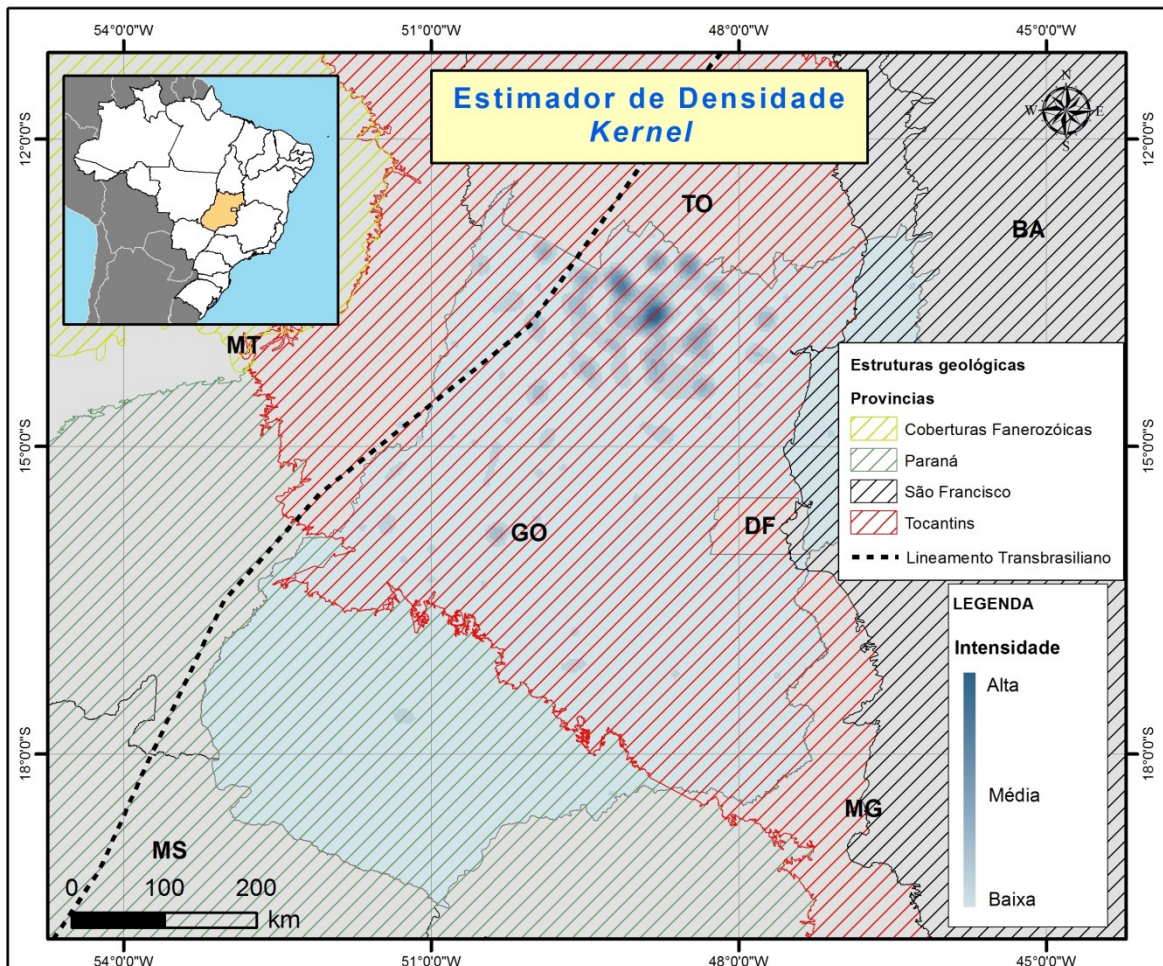 54°0'0"W
51°0'0"W
48°0'0"W
45°0'0"W
Estimador de Densidade
Kernel
N
W
E
S
12°0'0"S
12°0'0"S
TO
BA
MT
Estruturas geológicas
Provincias
Coberturas Fanerozóicas
Paraná
São Francisco
Tocantins
Lineamento Transbrasiliano
15°0'0"S
15°0'0"S
GO
DF
LEGENDA
Intensidade
Alta
Média
Baixa
18°0'0"S
18°0'0"S
MG
MS
0
100
200
km
54°0'0"W
51°0'0"W
48°0'0"W
45°0'0"W